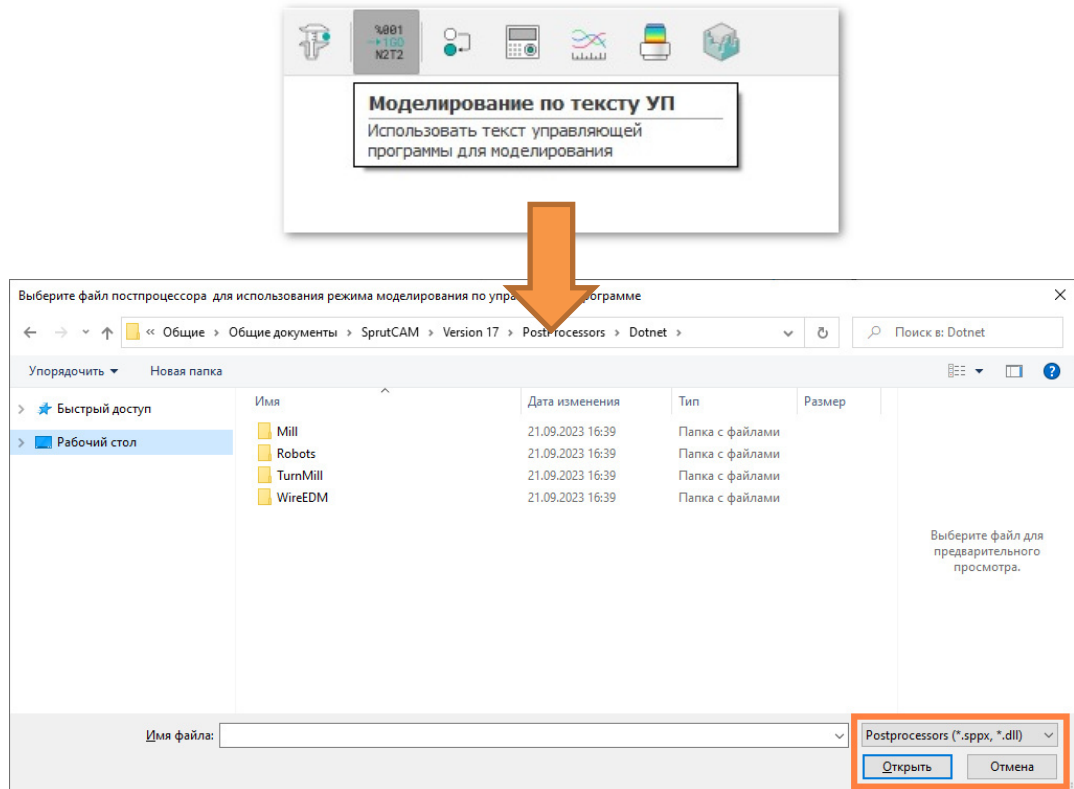 %001
1G0
N2T2
Моделирование по тексту УП
Использовать текст управляющей
программы для моделирования
Выберите файл постпроцессора для использования режима моделирования по упра ограмме
« Общие > Общие документы > SprutCAM > Version 17 > PostProcessors > Dotnet >
Поиск в: Dotnet
Упорядочить Новая папка
Быстрый доступ
Рабочий стол
Имя Дата изменения Тип Размер
Mill 21.09.2023 16:39 Папка с файлами
Robots 21.09.2023 16:39 Папка с файлами
TurnMill 21.09.2023 16:39 Папка с файлами
WireEDM 21.09.2023 16:39 Папка с файлами
Выберите файл для
предварительного
просмотра.
Имя файла:
Postprocessors (*.sppx, *.dll)
Открыть Отмена